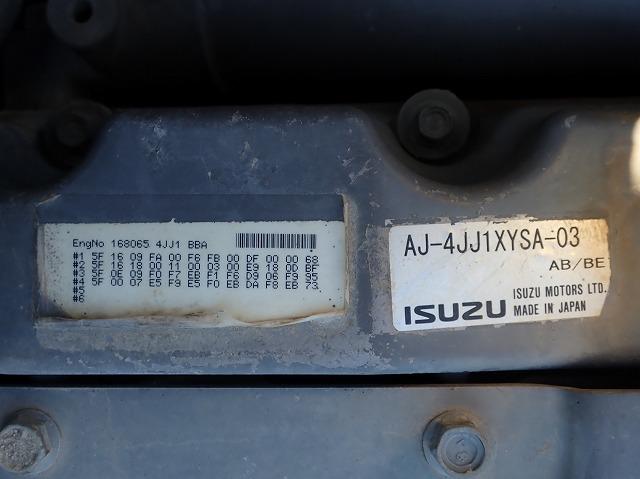 EngNo 168065 4JJ1 BBA
#1 5F 16 09 FA 00 F6 FB 00 DF 00 00 68
#2 5F 16 18 00 11 00 03 00 E9 18 0D BF
#3 5F 0E 09 F0 F7 EB F1 F6 D9 06 F9 95
#4 5F 00 07 E5 F9 E5 F0 EB DA F8 EB 73
#5
#6
AJ-4JJ1XYSA-03
AB/BE
ISUZU
ISUZU MOTORS LTD.
MADE IN JAPAN